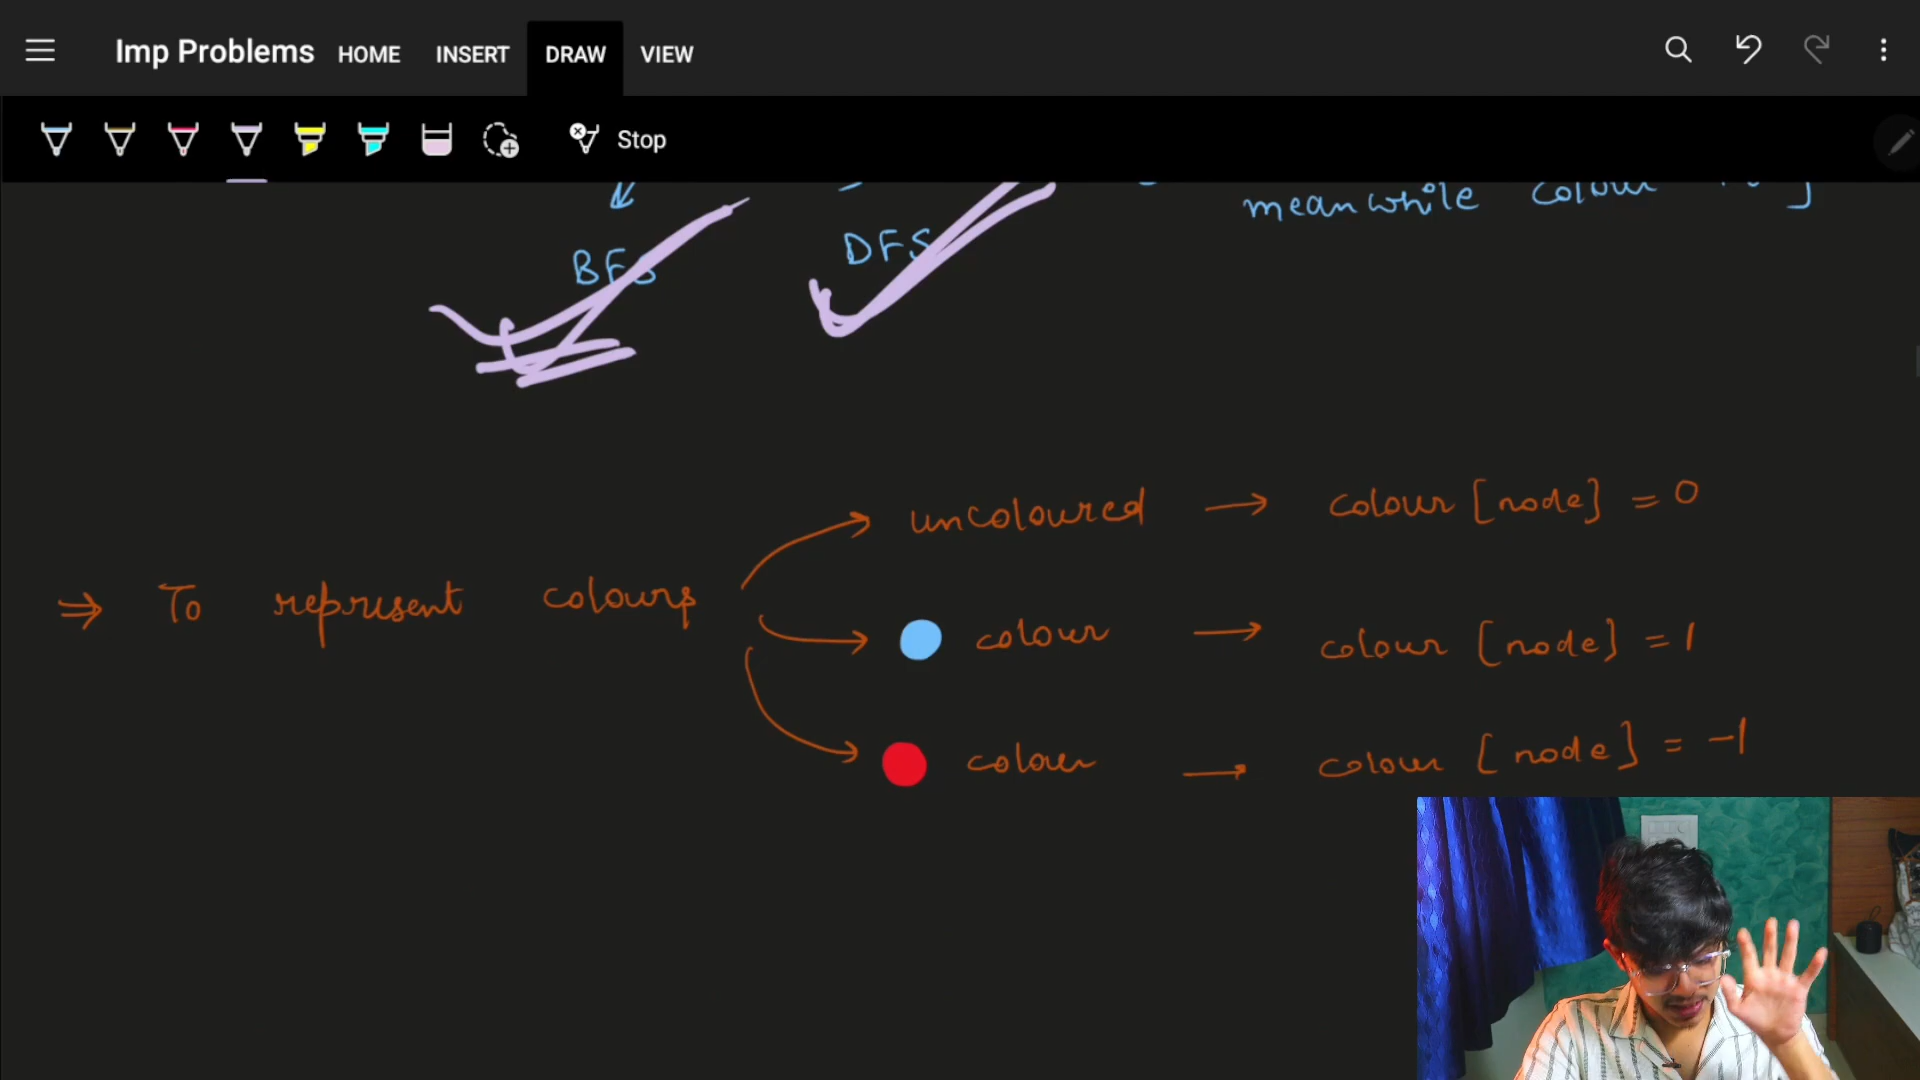 Imp Problems HOME INSERT DRAW VIEW
Stop
meanwhile colour
BFS
DFS
uncoloured → colour [node] = 0
⇒ To represent colours
colour → colour [node] = 1
colour → colour [node] = -1